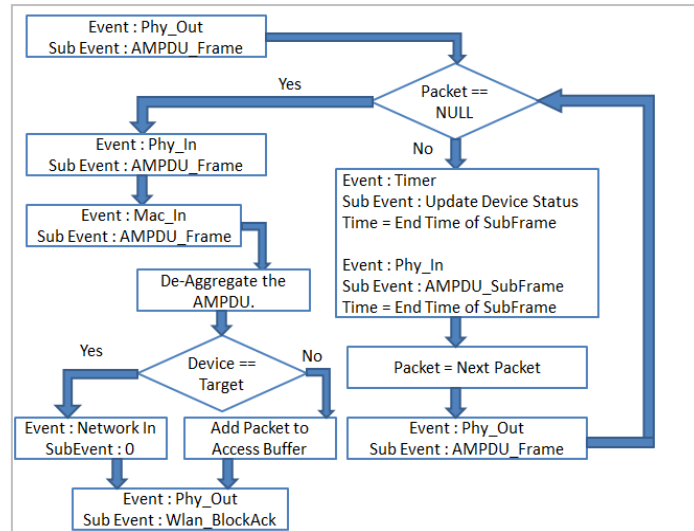 Event : Phy_Out
Sub Event : AMPDU_Frame
Packet ==
NULL
Yes
No
Event : Phy_In
Sub Event : AMPDU_Frame
Event : Mac_In
Sub Event : AMPDU_Frame
De-Aggregate the
AMPDU.
Device ==
Target
Yes
No
Event : Network In
SubEvent : 0
Add Packet to
Access Buffer
Event : Phy_Out
Sub Event : Wlan_BlockAck
Event : Timer
Sub Event : Update Device Status
Time = End Time of SubFrame
Event : Phy_In
Sub Event : AMPDU_SubFrame
Time = End Time of SubFrame
Packet = Next Packet
Event : Phy_Out
Sub Event : AMPDU_Frame